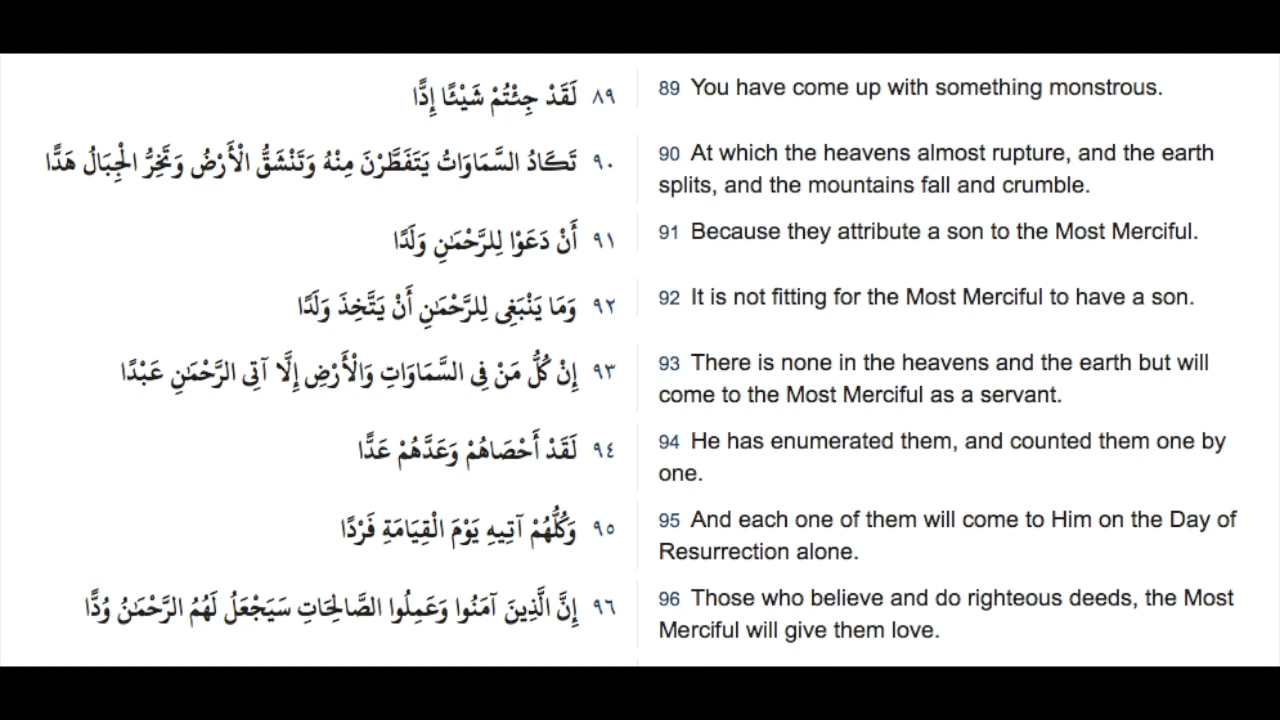 ٨٩ لَقَدْ جِئْتُمْ شَيْئًا إِدًّا
89 You have come up with something monstrous.
٩٠ تَكَادُ السَّمَاوَاتُ يَتَفَطَّرْنَ مِنْهُ وَتَنْشَقُّ الْأَرْضُ وَتَخِرُّ الْجِبَالُ هَدًّا
90 At which the heavens almost rupture, and the earth
splits, and the mountains fall and crumble.
٩١ أَنْ دَعَوْا لِلرَّحْمَٰنِ وَلَدًا
91 Because they attribute a son to the Most Merciful.
٩٢ وَمَا يَنْبَغِي لِلرَّحْمَٰنِ أَنْ يَتَّخِذَ وَلَدًا
92 It is not fitting for the Most Merciful to have a son.
٩٣ إِنْ كُلُّ مَنْ فِي السَّمَاوَاتِ وَالْأَرْضِ إِلَّا آتِي الرَّحْمَٰنِ عَبْدًا
93 There is none in the heavens and the earth but will
come to the Most Merciful as a servant.
٩٤ لَقَدْ أَحْصَاهُمْ وَعَدَّهُمْ عَدًّا
94 He has enumerated them, and counted them one by
one.
٩٥ وَكُلُّهُمْ آتِيهِ يَوْمَ الْقِيَامَةِ فَرْدًا
95 And each one of them will come to Him on the Day of
Resurrection alone.
٩٦ إِنَّ الَّذِينَ آمَنُوا وَعَمِلُوا الصَّالِحَاتِ سَيَجْعَلُ لَهُمُ الرَّحْمَٰنُ وُدًّا
96 Those who believe and do righteous deeds, the Most
Merciful will give them love.